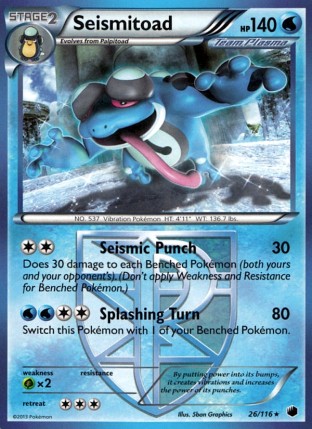 STAGE2 Seismitoad HP140
Evolves from Palpitoad Team Plasma
NO. 537 Vibration Pokémon HT: 4'11" WT: 136.7 lbs.
Seismic Punch 30
Does 30 damage to each Benched Pokémon (both yours
and your opponent's). (Don't apply Weakness and Resistance
for Benched Pokémon.)
Splashing Turn 80
Switch this Pokémon with 1 of your Benched Pokémon.
weakness resistance
×2
retreat
By putting power into its bumps,
it creates vibrations and increases
the power of its punches.
©2013 Pokémon Illus. 5ban Graphics 26/116 ★